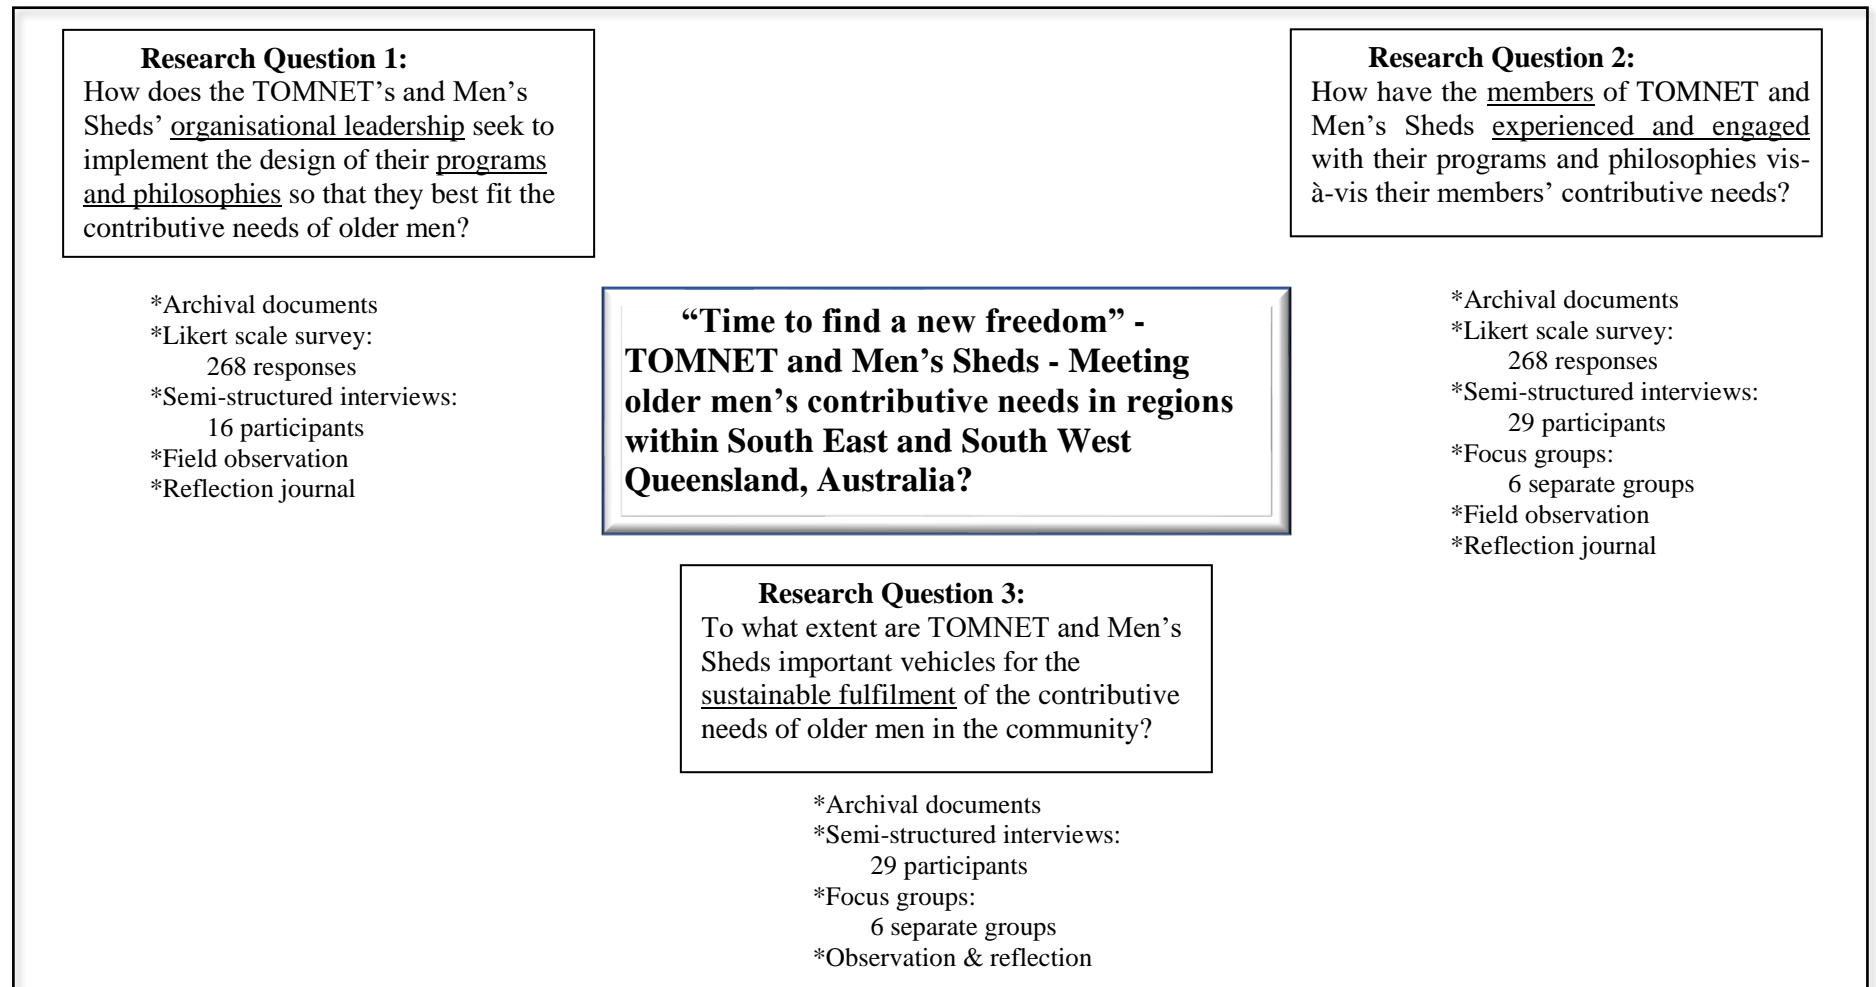 Research Question 1:
How does the TOMNET's and Men's
Sheds' organisational leadership seek to
implement the design of their programs
and philosophies so that they best fit the
contributive needs of older men?
*Archival documents
*Likert scale survey:
268 responses
*Semi-structured interviews:
16 participants
*Field observation
*Reflection journal
Research Question 2:
How have the members of TOMNET and
Men's Sheds experienced and engaged
with their programs and philosophies vis-
à-vis their members' contributive needs?
*Archival documents
*Likert scale survey:
268 responses
*Semi-structured interviews:
29 participants
*Focus groups:
6 separate groups
*Field observation
*Reflection journal
“Time to find a new freedom” -
TOMNET and Men's Sheds - Meeting
older men's contributive needs in regions
within South East and South West
Queensland, Australia?
Research Question 3:
To what extent are TOMNET and Men's
Sheds important vehicles for the
sustainable fulfilment of the contributive
needs of older men in the community?
*Archival documents
*Semi-structured interviews:
29 participants
*Focus groups:
6 separate groups
*Observation & reflection